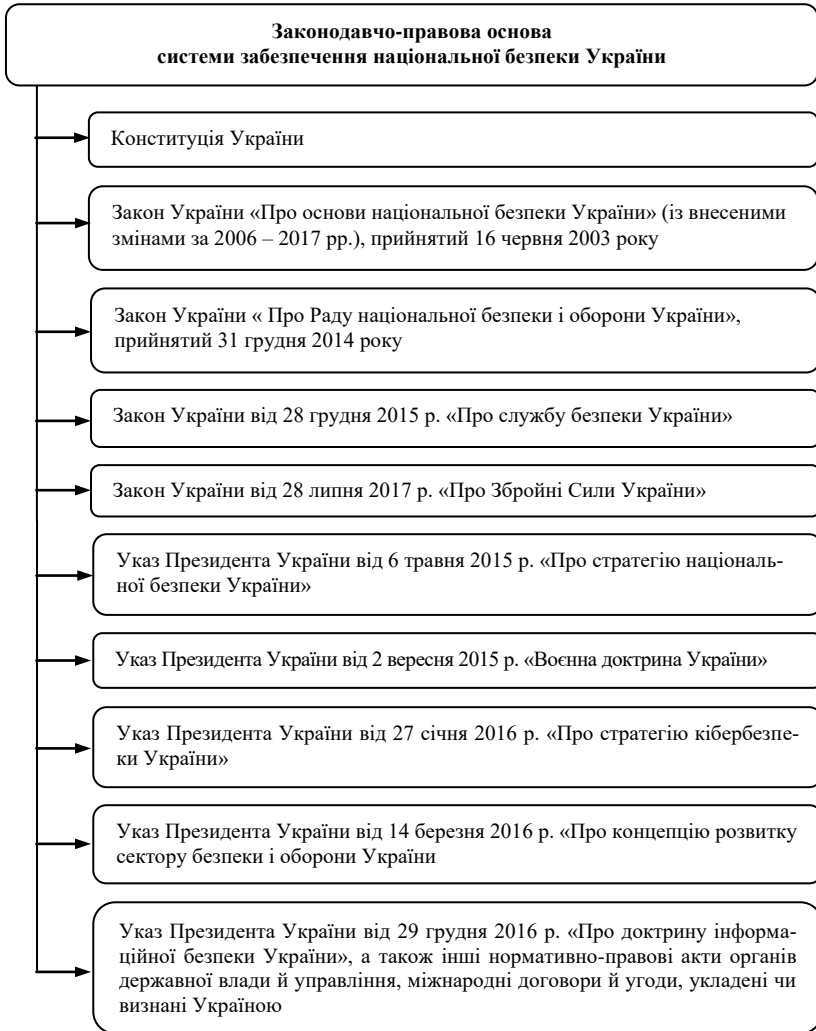 Законодавчо-правова основа
системи забезпечення національної безпеки України
Конституція України
Закон України «Про основи національної безпеки України» (із внесеними
змінами за 2006 – 2017 рр.), прийнятий 16 червня 2003 року
Закон України « Про Раду національної безпеки і оборони України»,
прийнятий 31 грудня 2014 року
Закон України від 28 грудня 2015 р. «Про службу безпеки України»
Закон України від 28 липня 2017 р. «Про Збройні Сили України»
Указ Президента України від 6 травня 2015 р. «Про стратегію національ-
ної безпеки України»
Указ Президента України від 2 вересня 2015 р. «Воєнна доктрина України»
Указ Президента України від 27 січня 2016 р. «Про стратегію кібербезпе-
ки України»
Указ Президента України від 14 березня 2016 р. «Про концепцію розвитку
сектору безпеки і оборони України
Указ Президента України від 29 грудня 2016 р. «Про доктрину інформа-
ційної безпеки України», а також інші нормативно-правові акти органів
державної влади й управління, міжнародні договори й угоди, укладені чи
визнані Україною